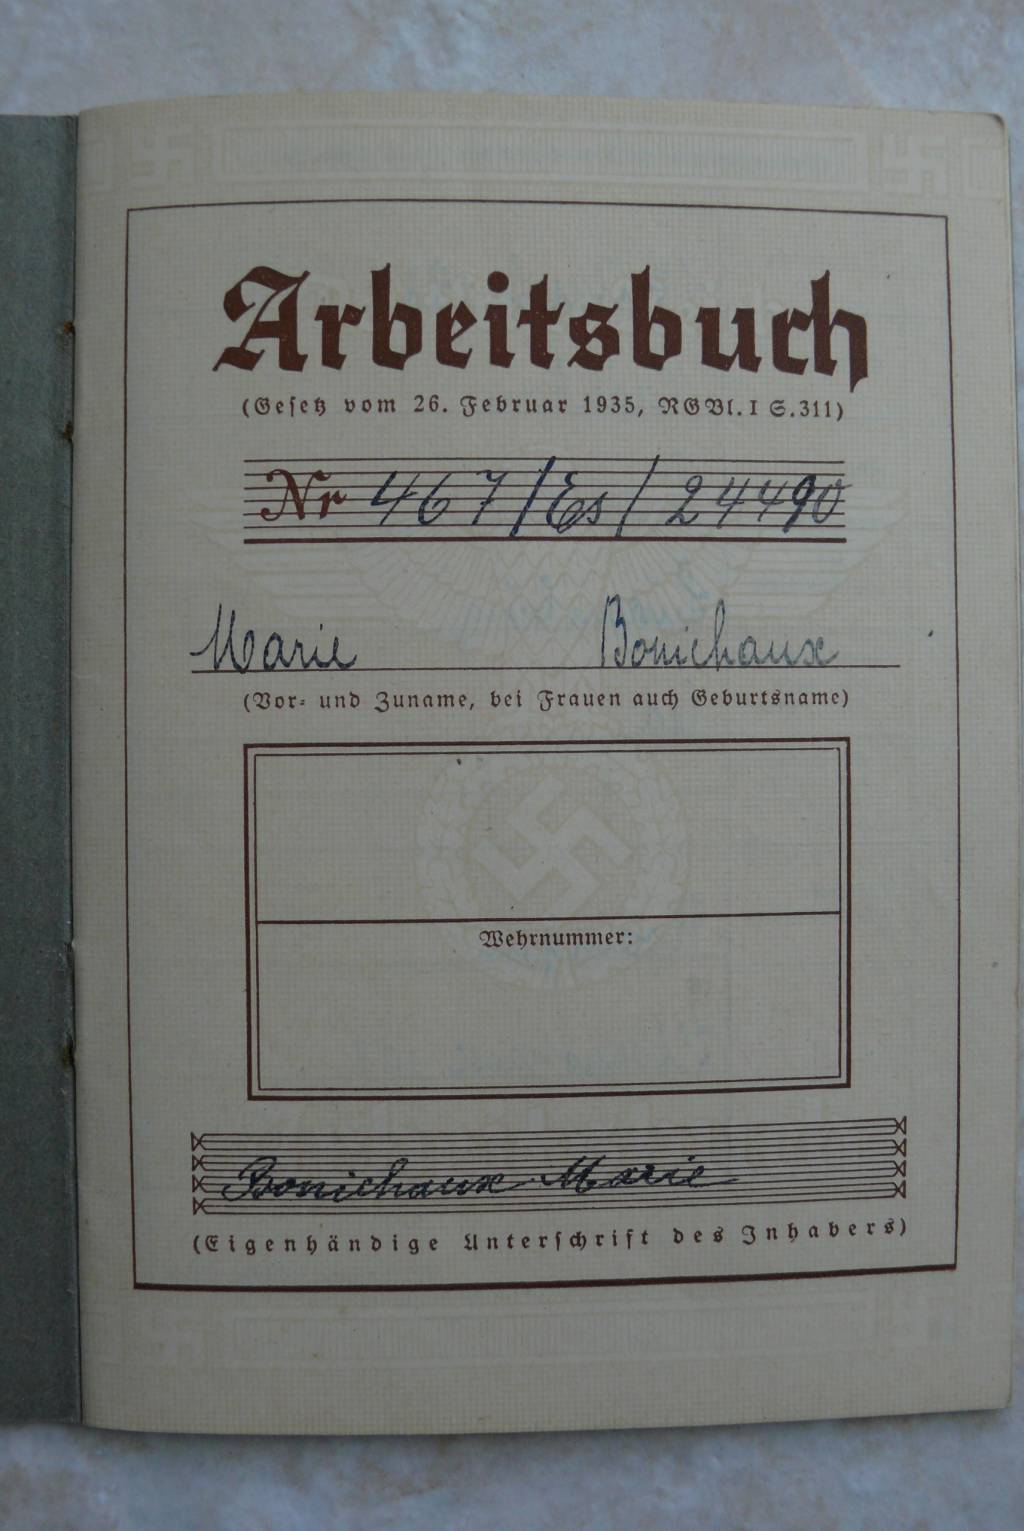 Arbeitsbuch
(Gesetz vom 26. Februar 1935, RGBl. I S. 311)
Nr 467/Es/24490
Marie Bonichaux
(Vor- und Zuname, bei Frauen auch Geburtsname)
Wehrnummer:
Bonichaux Marie
(Eigenhändige Unterschrift des Inhabers)